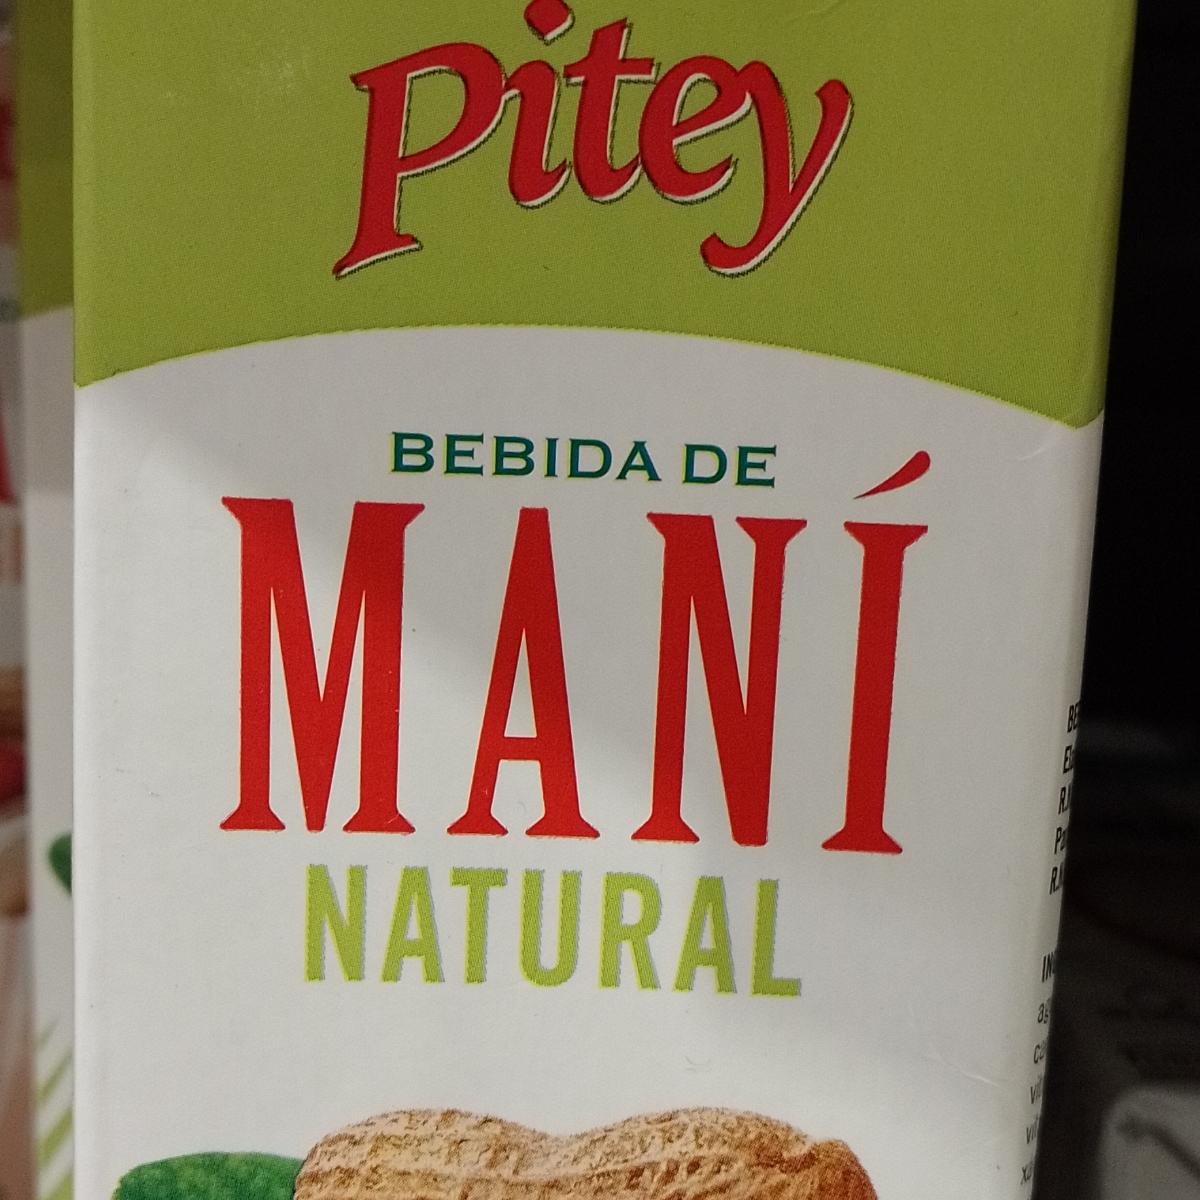 Pitey
BEBIDA DE
MANÍ
NATURAL